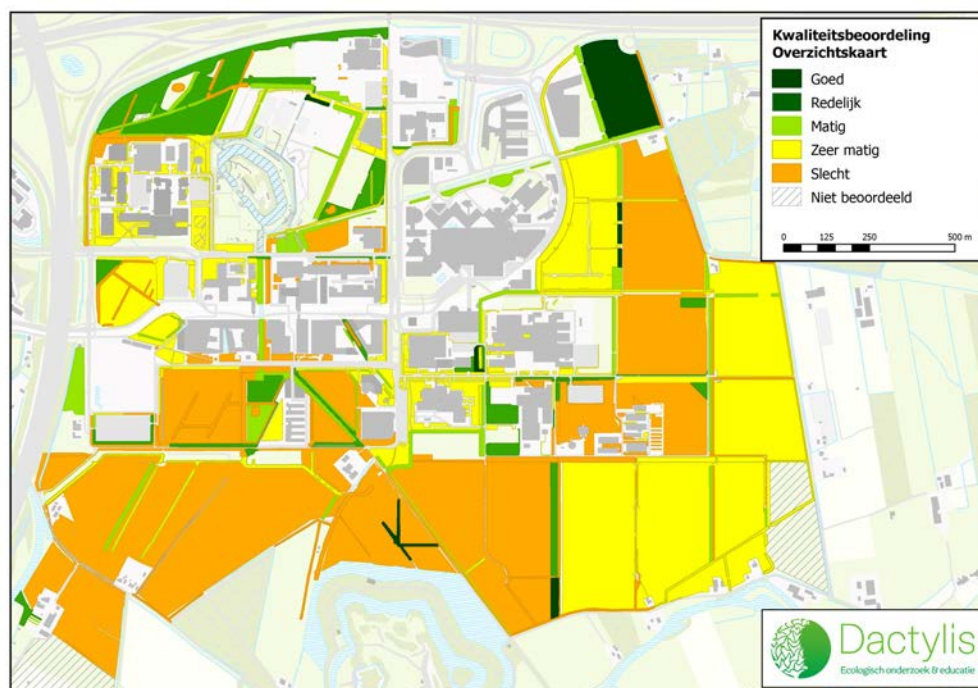 Kwaliteitsbeoordeling
Overzichtskaart
Goed
Redelijk
Matig
Zeer matig
Slecht
Niet beoordeeld
0 125 250 500 m
Dactylis
Ecologisch onderzoek & educatie